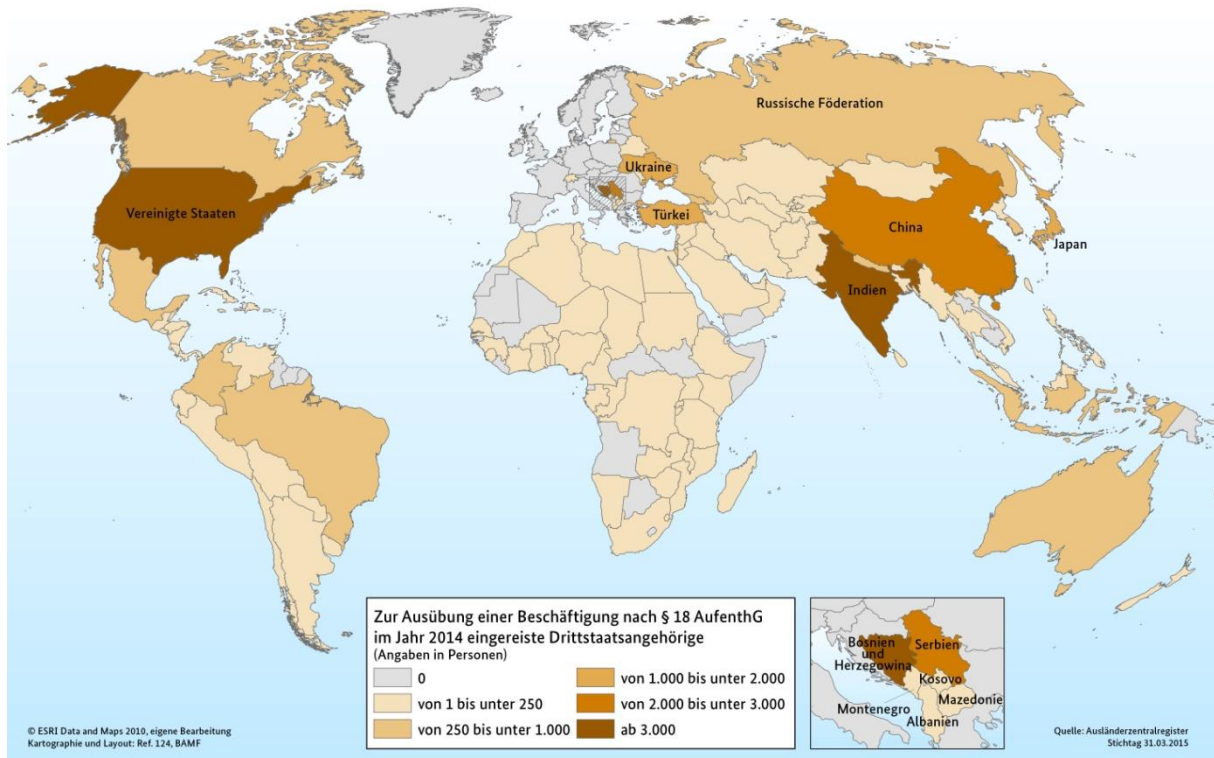 Russische Föderation
Ukraine
Vereinigte Staaten
Türkei
China
Japan
Indien
Zur Ausübung einer Beschäftigung nach § 18 AufenthG
im Jahr 2014 eingereiste Drittstaatsangehörige
(Angaben in Personen)
0
von 1 bis unter 250
von 250 bis unter 1.000
von 1.000 bis unter 2.000
von 2.000 bis unter 3.000
ab 3.000
Bosnien
und
Herzegowina
Serbien
Kosovo
Mazedonien
Montenegro
Albanien
© ESRI Data and Maps 2010, eigene Bearbeitung
Kartographie und Layout: Ref. 124, BAMF
Quelle: Ausländerzentralregister
Stichtag 31.03.2015